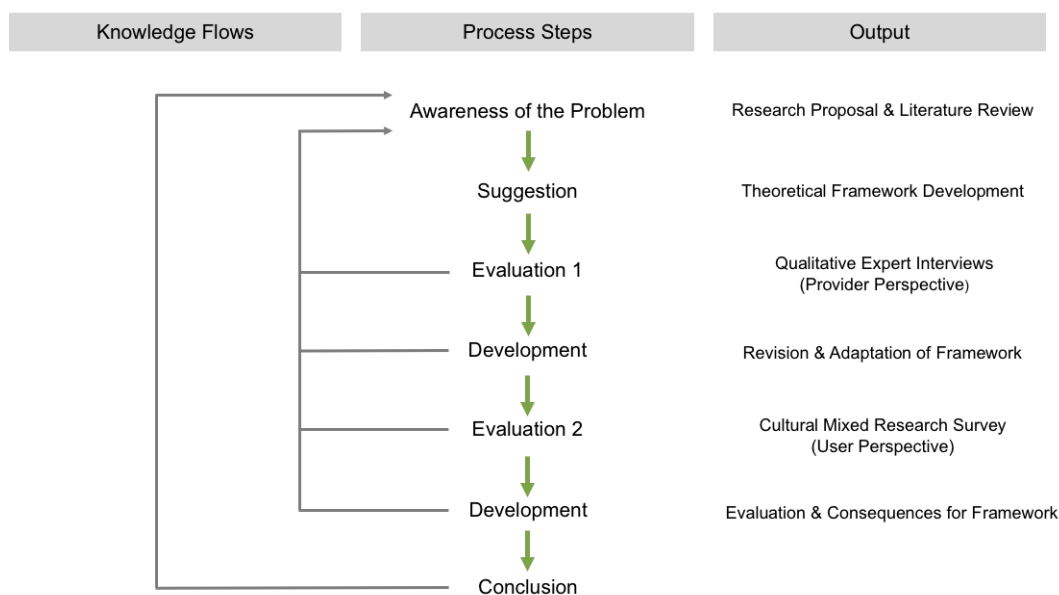 Knowledge Flows
Process Steps
Output
Awareness of the Problem
Research Proposal & Literature Review
Suggestion
Theoretical Framework Development
Evaluation 1
Qualitative Expert Interviews
(Provider Perspective)
Development
Revision & Adaptation of Framework
Evaluation 2
Cultural Mixed Research Survey
(User Perspective)
Development
Evaluation & Consequences for Framework
Conclusion